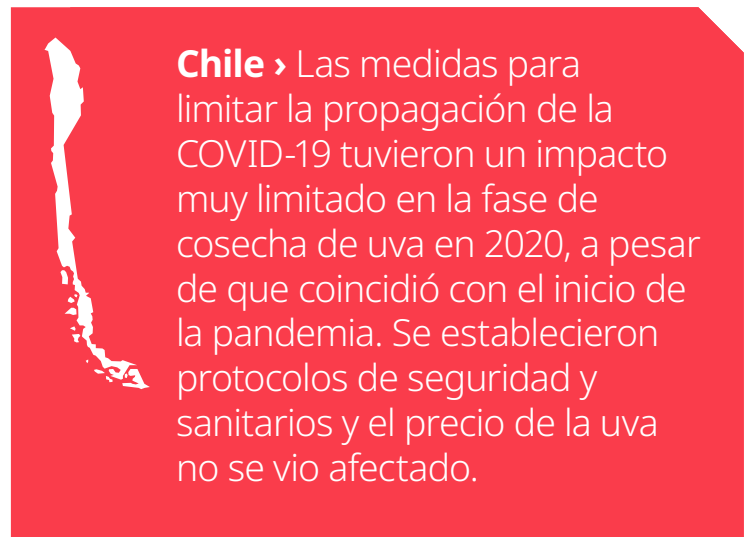 Chile › Las medidas para
limitar la propagación de la
COVID-19 tuvieron un impacto
muy limitado en la fase de
cosecha de uva en 2020, a pesar
de que coincidió con el inicio de
la pandemia. Se establecieron
protocolos de seguridad y
sanitarios y el precio de la uva
no se vio afectado.